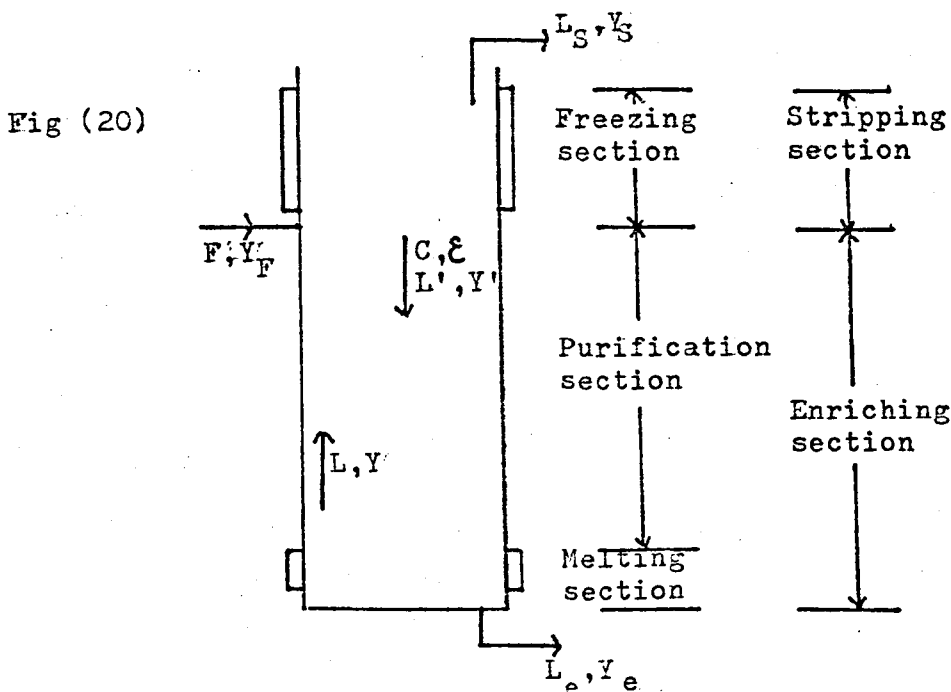 L_S, Y_S
Fig (20)
Freezing section
Stripping section
F, Y_F
C, ε
L', Y'
Purification section
Enriching section
L, Y
Melting section
L_e, Y_e